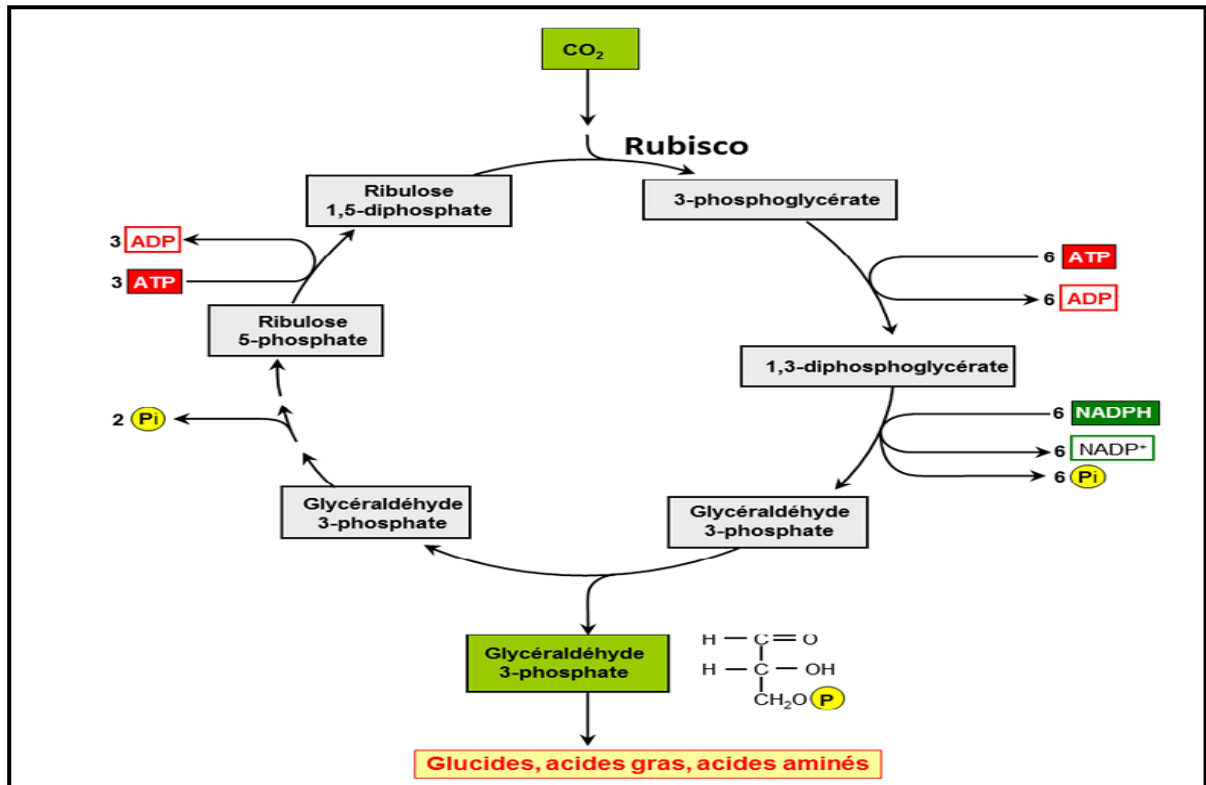 CO₂
Rubisco
Ribulose
1,5-diphosphate
3-phosphoglycérate
3 ADP
3 ATP
6 ATP
6 ADP
Ribulose
5-phosphate
1,3-diphosphoglycérate
6 NADPH
6 NADP⁺
6 Pi
2 Pi
Glycéraldéhyde
3-phosphate
Glycéraldéhyde
3-phosphate
Glycéraldéhyde
3-phosphate
H — C = O
H — C — OH
CH₂O P
Glucides, acides gras, acides aminés